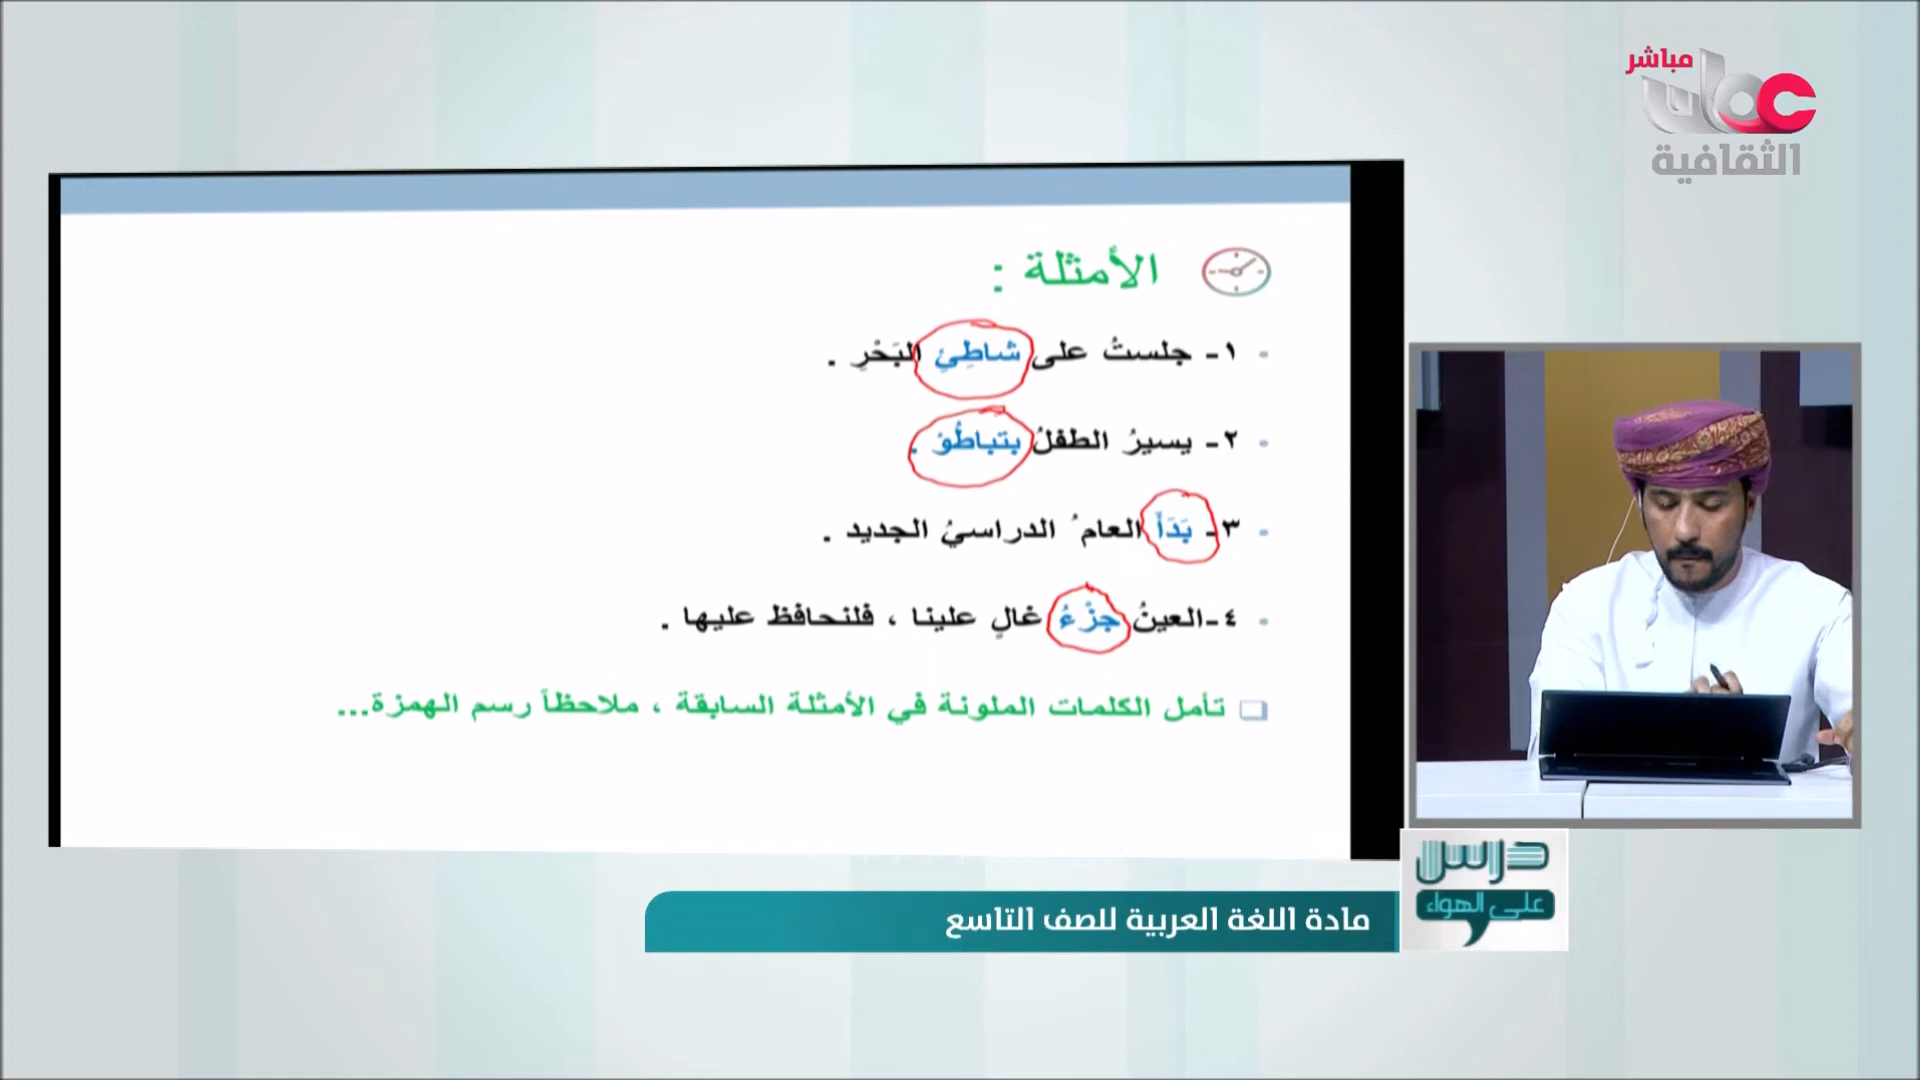 مباشر
عمان
الثقافية
الأمثلة :
١- جلستُ على شاطِئِ البَحْرِ .
٢- يسيرُ الطفلُ بتباطُؤ .
٣- بَدَأَ العام ُ الدراسيُ الجديد .
٤-العينُ جزْءُ غالٍ علينا ، فلنحافظ عليها .
تأمل الكلمات الملونة في الأمثلة السابقة ، ملاحظاً رسم الهمزة...
درس
على الهواء
مادة اللغة العربية للصف التاسع